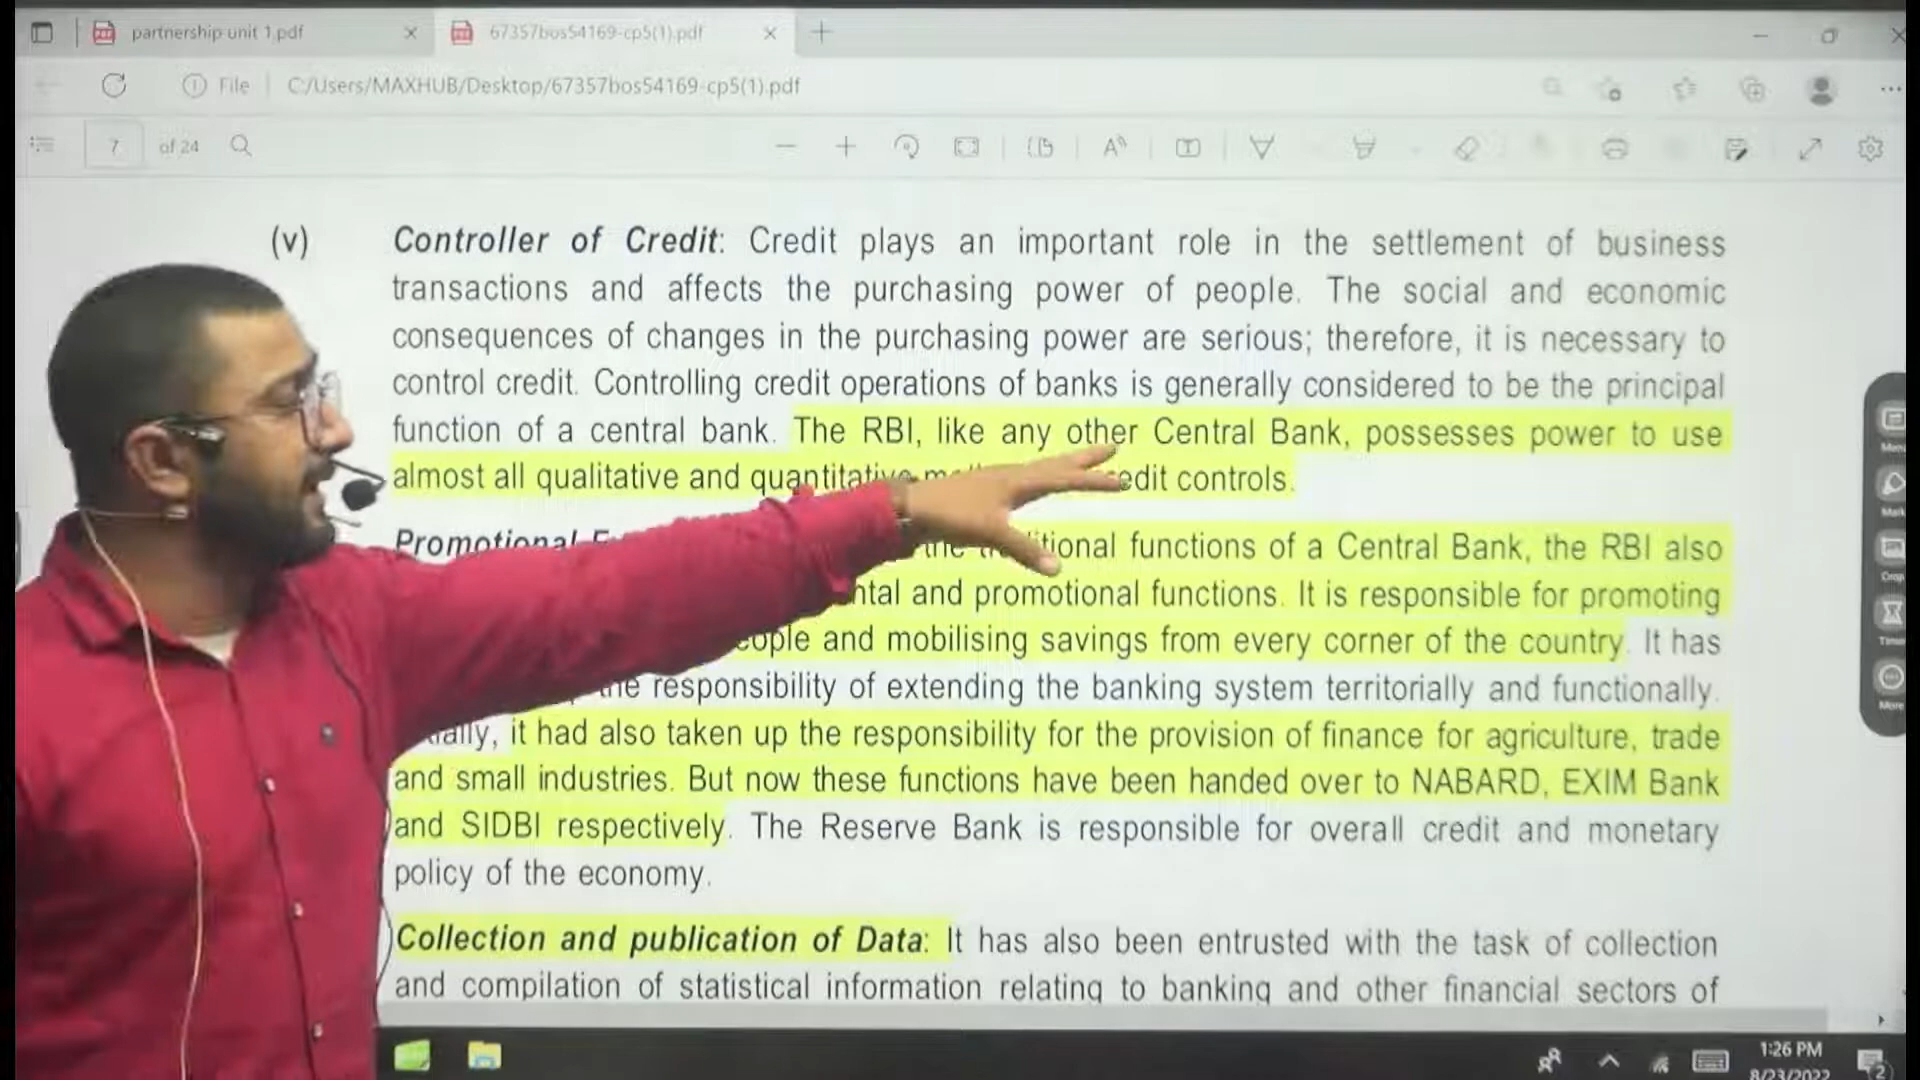 partnership unit 1.pdf
67357bos54169-cp5(1).pdf
File
C:/Users/MAXHUB/Desktop/67357bos54169-cp5(1).pdf
7 of 24
(v) Controller of Credit: Credit plays an important role in the settlement of business
transactions and affects the purchasing power of people. The social and economic
consequences of changes in the purchasing power are serious; therefore, it is necessary to
control credit. Controlling credit operations of banks is generally considered to be the principal
function of a central bank. The RBI, like any other Central Bank, possesses power to use
almost all qualitative and quantitative edit controls.
Promotional the tional functions of a Central Bank, the RBI also
ntal and promotional functions. It is responsible for promoting
eople and mobilising savings from every corner of the country. It has
the responsibility of extending the banking system territorially and functionally.
ially, it had also taken up the responsibility for the provision of finance for agriculture, trade
and small industries. But now these functions have been handed over to NABARD, EXIM Bank
and SIDBI respectively. The Reserve Bank is responsible for overall credit and monetary
policy of the economy.
Collection and publication of Data: It has also been entrusted with the task of collection
and compilation of statistical information relating to banking and other financial sectors of
Crop
More
1:26 PM
8/23/2022
2